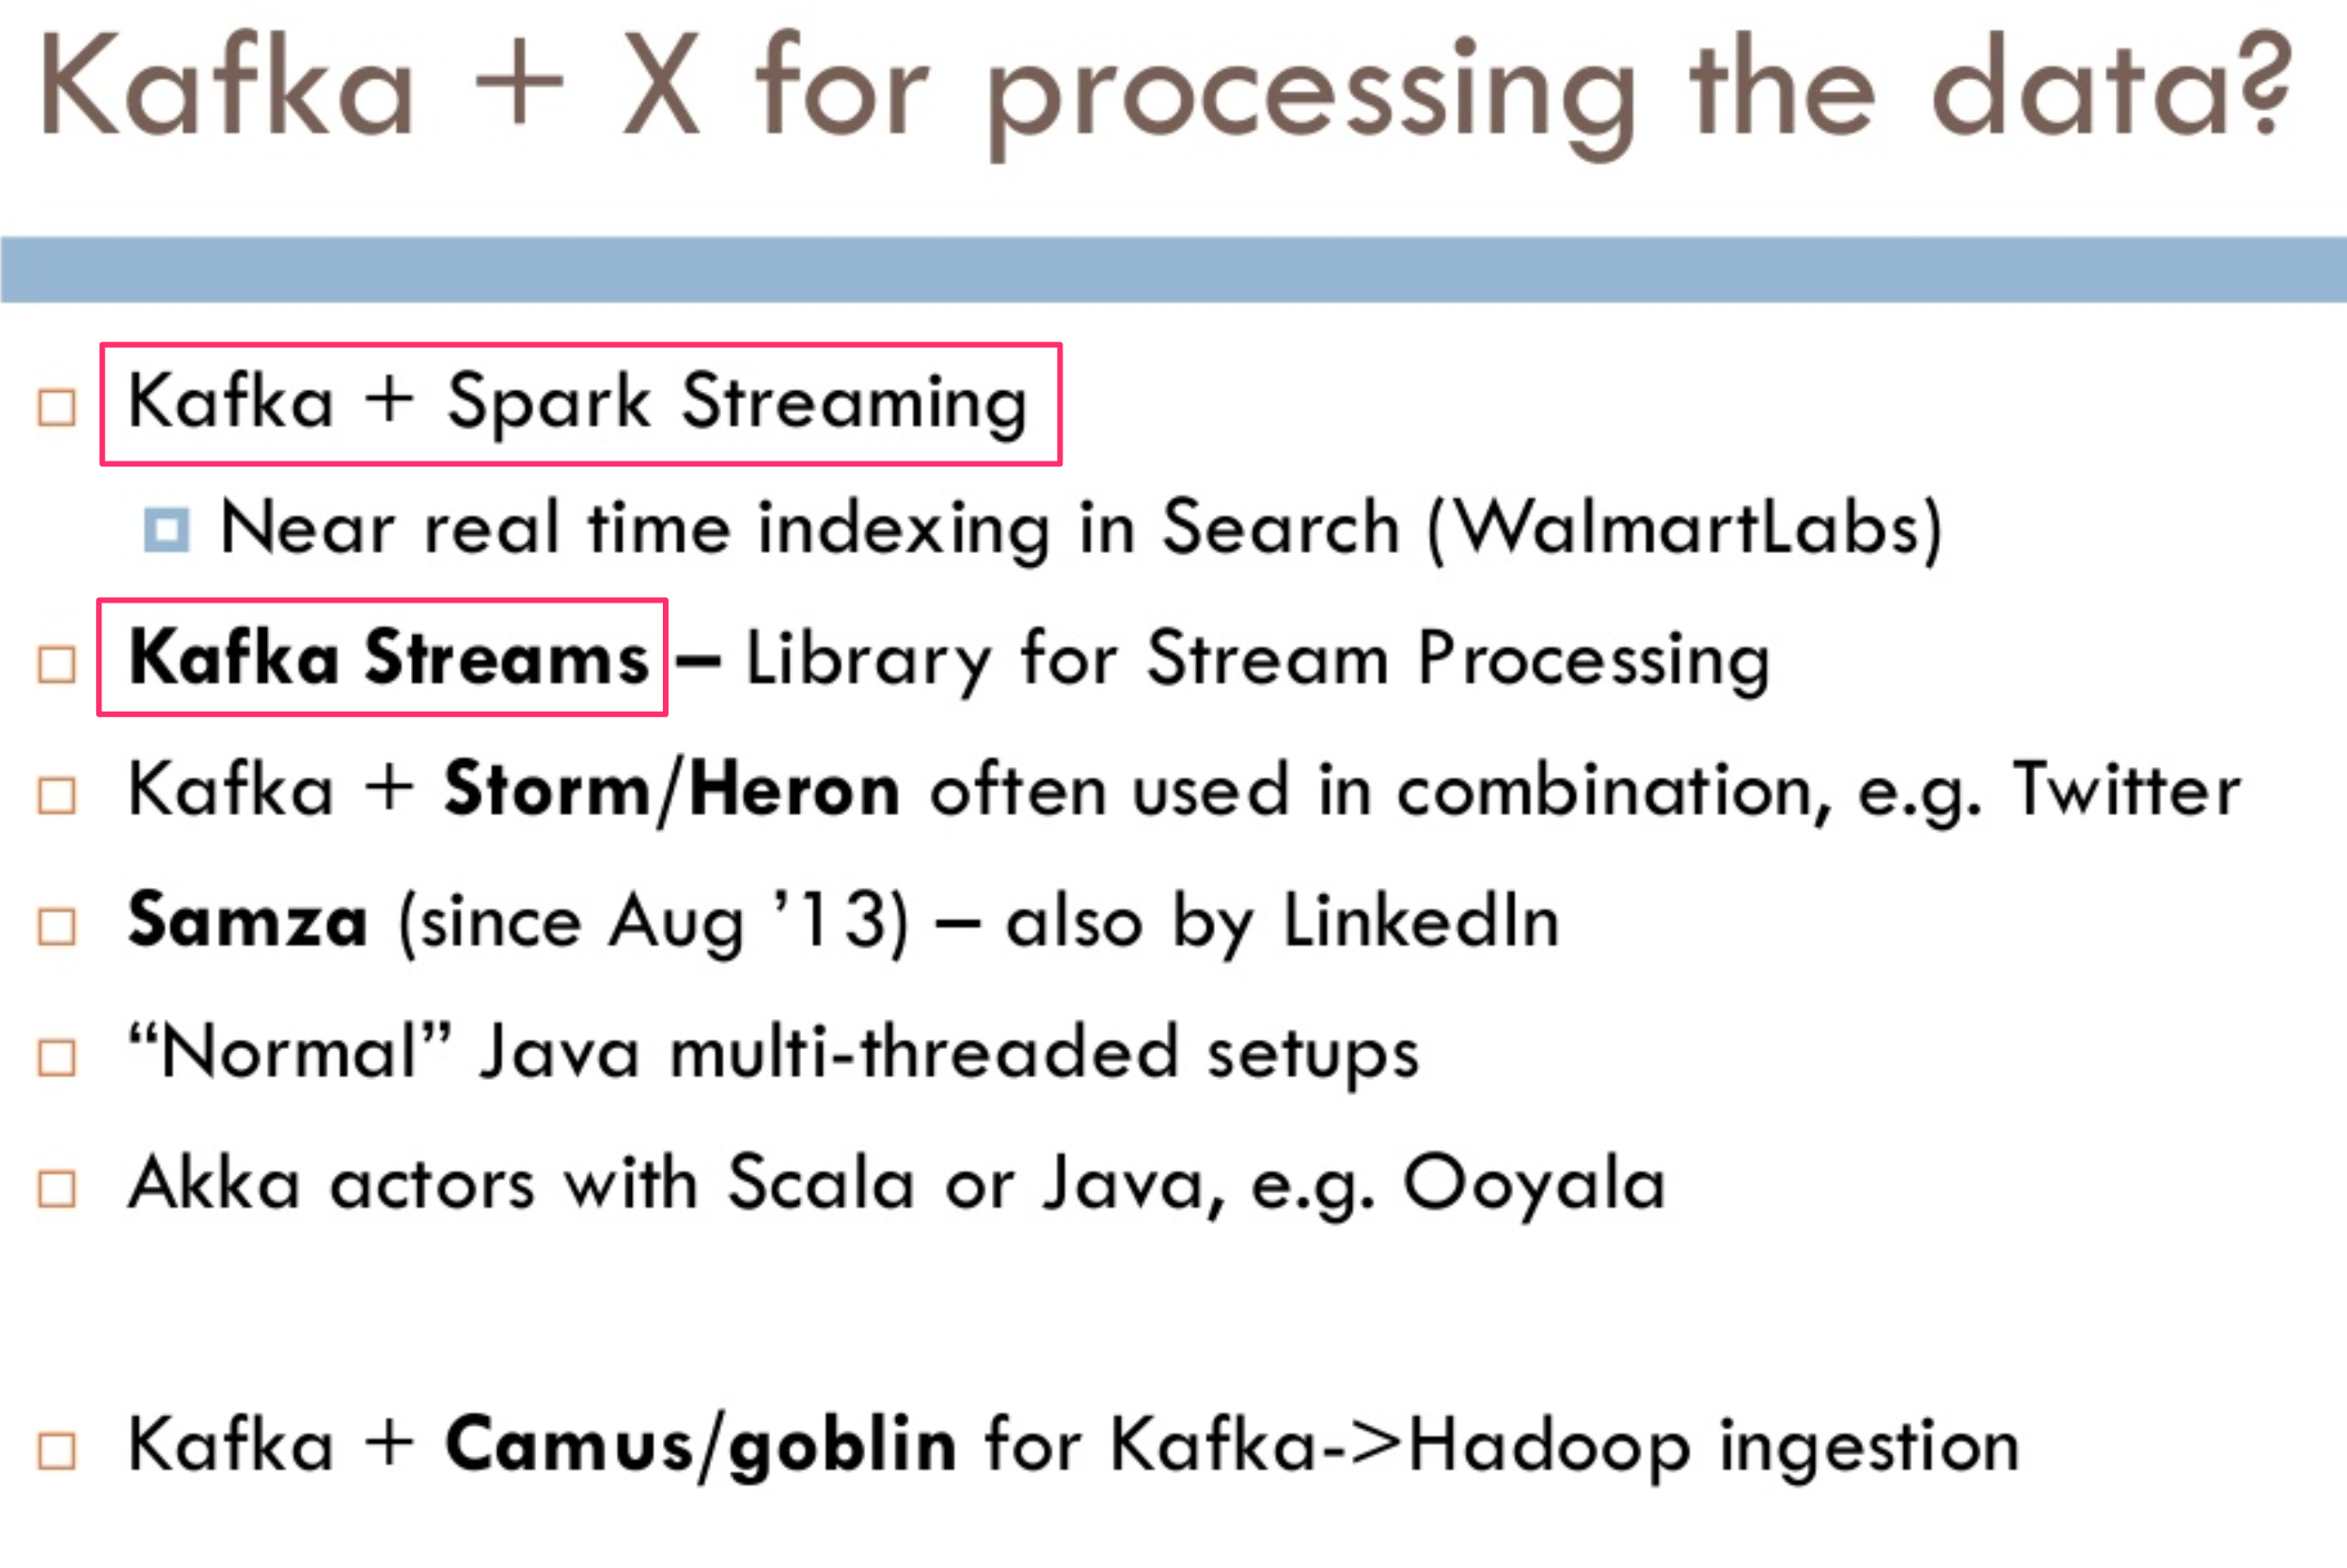 Kafka + X for processing the data?
Kafka + Spark Streaming
Near real time indexing in Search (WalmartLabs)
Kafka Streams – Library for Stream Processing
Kafka + Storm/Heron often used in combination, e.g. Twitter
Samza (since Aug ’13) – also by LinkedIn
“Normal” Java multi-threaded setups
Akka actors with Scala or Java, e.g. Ooyala
Kafka + Camus/goblin for Kafka->Hadoop ingestion